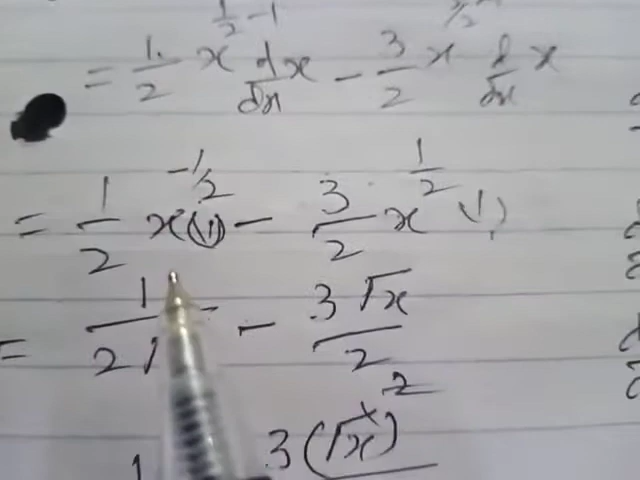 = 1/2 x^(1/2 - 1) d/dx x - 3/2 x^(3/2 - d/dx x
= 1/2 x^(-1/2) (1) - 3/2 x^(1/2) (1)
= 1/2√ - 3√x/2
1 3(√x)^2